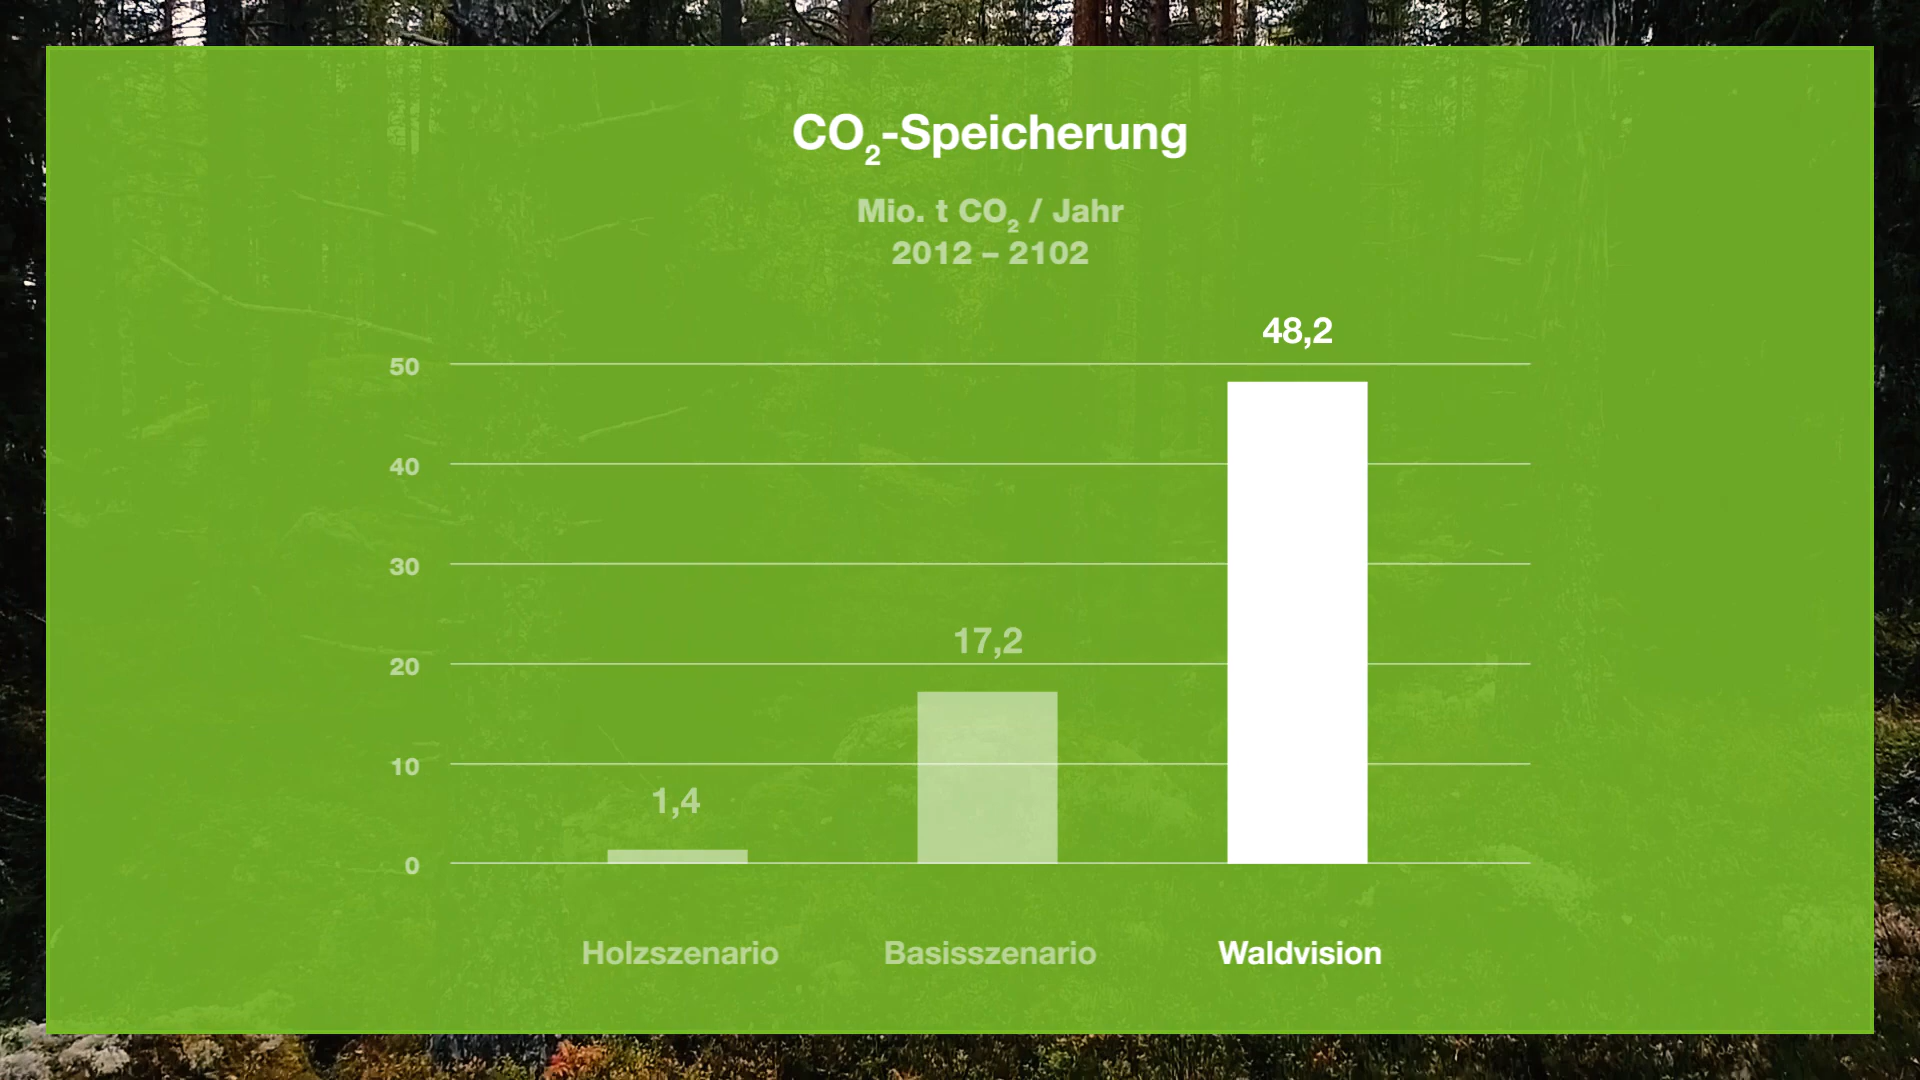 CO₂-Speicherung
Mio. t CO₂ / Jahr
2012 – 2102
48,2
50
40
30
17,2
20
10
1,4
0
Holzszenario Basisszenario Waldvision